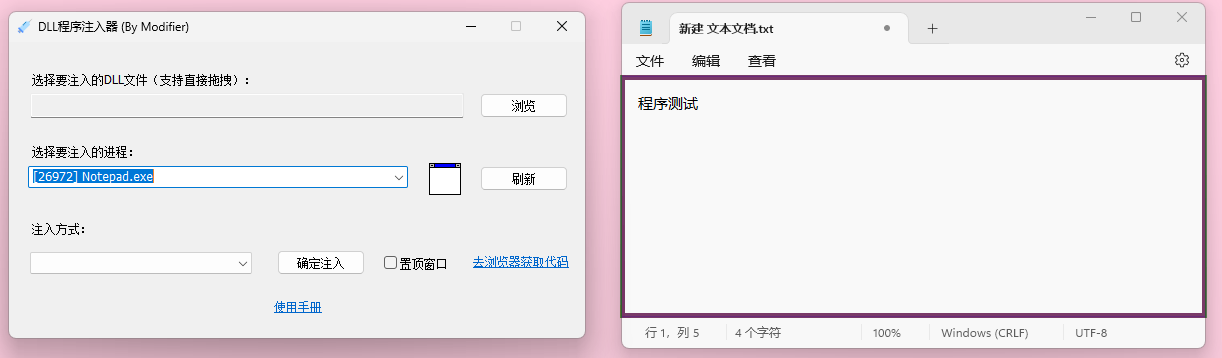 DLL程序注入器 (By Modifier)
选择要注入的DLL文件（支持直接拖拽）:
浏览
选择要注入的进程:
[26972] Notepad.exe
刷新
注入方式:
确定注入
置顶窗口
去浏览器获取代码
使用手册
新建 文本文档.txt
文件 编辑 查看
程序测试
行 1，列 5 4 个字符 100% Windows (CRLF) UTF-8